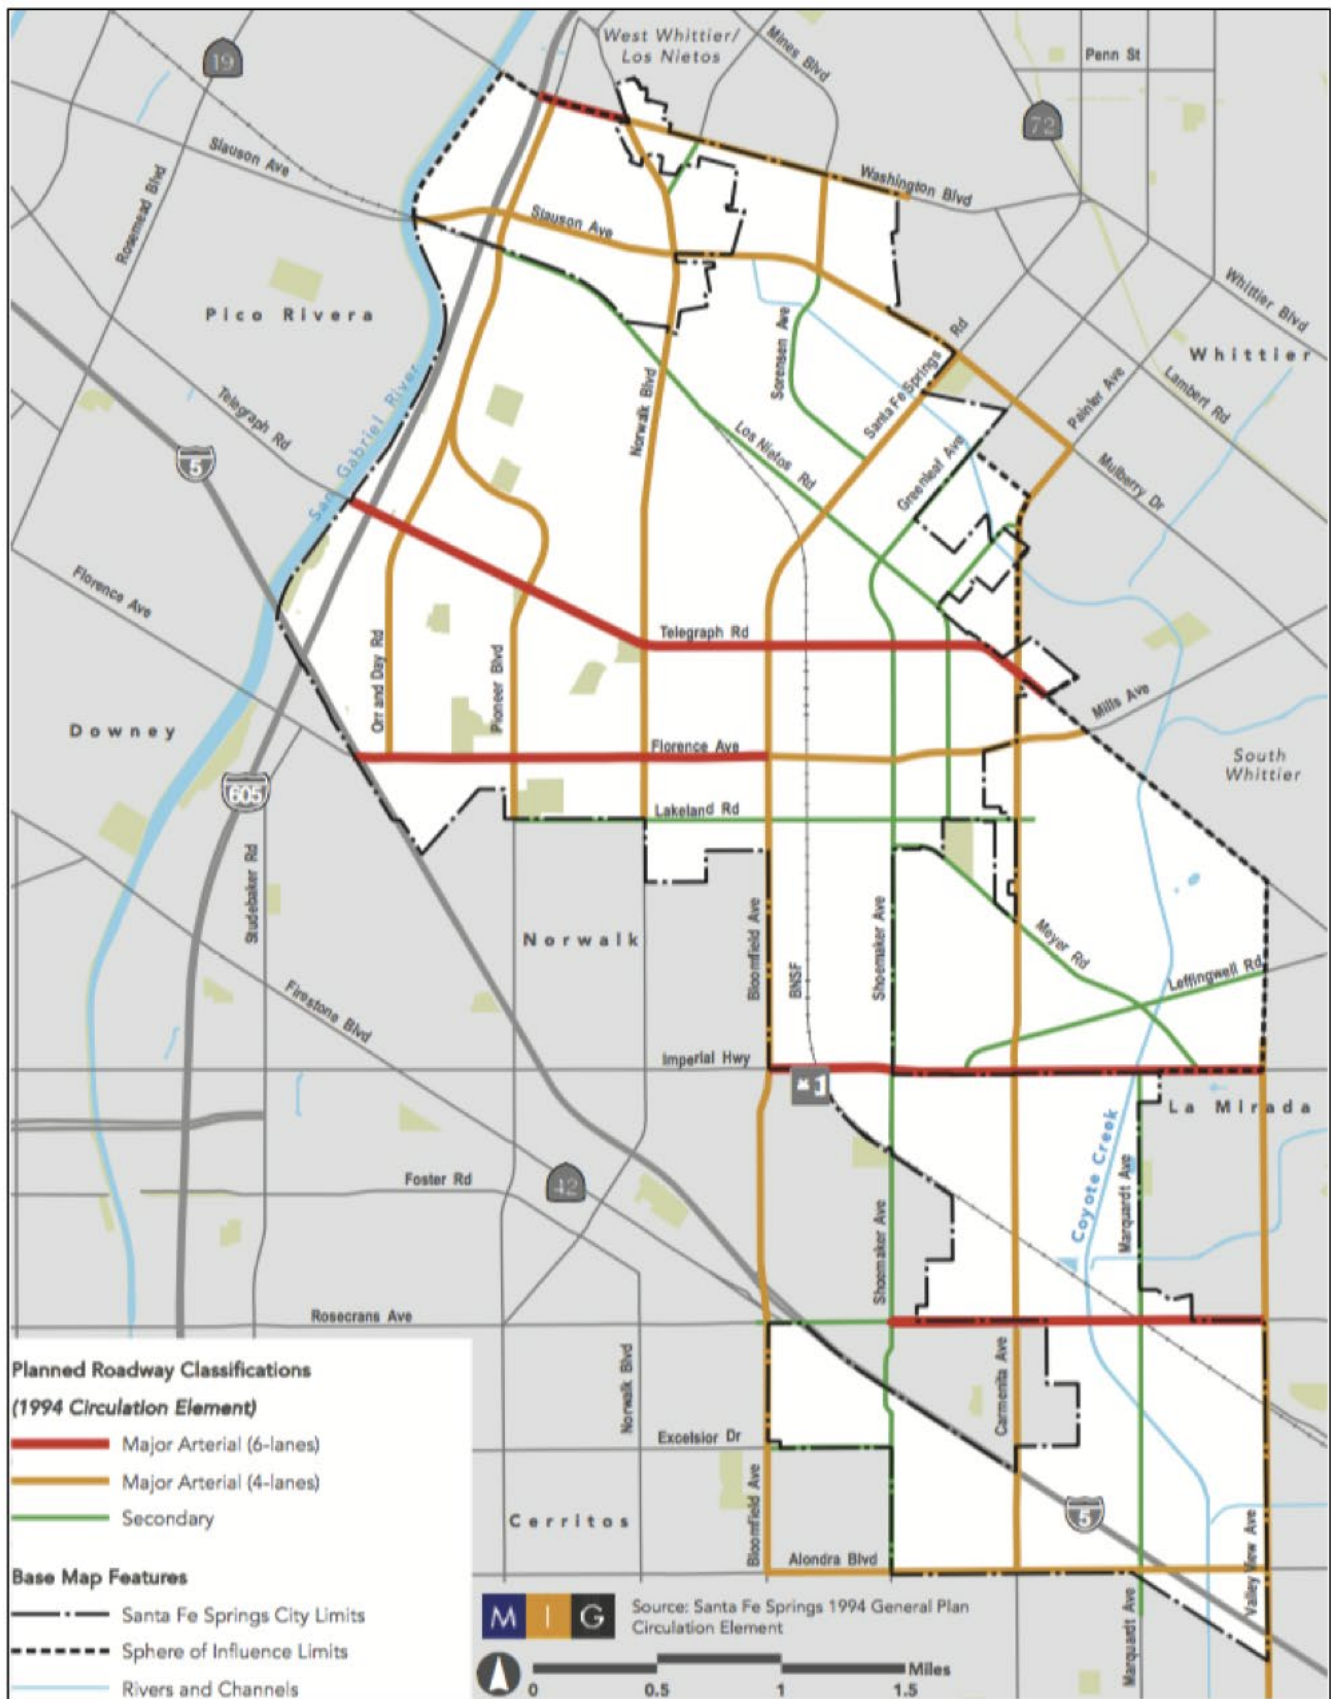 West Whittier/
Los Nietos
Mines Blvd
Penn St
19
72
Slauson Ave
Rosemead Blvd
Washington Blvd
Slauson Ave
Pico Rivera
Whittier Blvd
Whittier
Sorensen Ave
Santa Fe Springs Rd
Painter Ave
Lambert Rd
Telegraph Rd
San Gabriel River
Norwalk Blvd
Los Nietos Rd
Greenleaf Ave
Mulberry Dr
5
Florence Ave
Telegraph Rd
Orr and Day Rd
Pioneer Blvd
Mills Ave
Downey
Florence Ave
South
Whittier
605
Lakeland Rd
Studebaker Rd
Norwalk
Bloomfield Ave
BNSF
Shoemaker Ave
Meyer Rd
Leffingwell Rd
Firestone Blvd
Imperial Hwy
La Mirada
Coyote Creek
Marquardt Ave
Foster Rd
42
Shoemaker Ave
Rosecrans Ave
Norwalk Blvd
Carmenita Ave
Excelsior Dr
Bloomfield Ave
Cerritos
5
Alondra Blvd
Valley View Ave
Marquardt Ave
Planned Roadway Classifications
(1994 Circulation Element)
Major Arterial (6-lanes)
Major Arterial (4-lanes)
Secondary
Base Map Features
Santa Fe Springs City Limits
Sphere of Influence Limits
Rivers and Channels
M I G
Source: Santa Fe Springs 1994 General Plan
Circulation Element
Miles
0 0.5 1 1.5